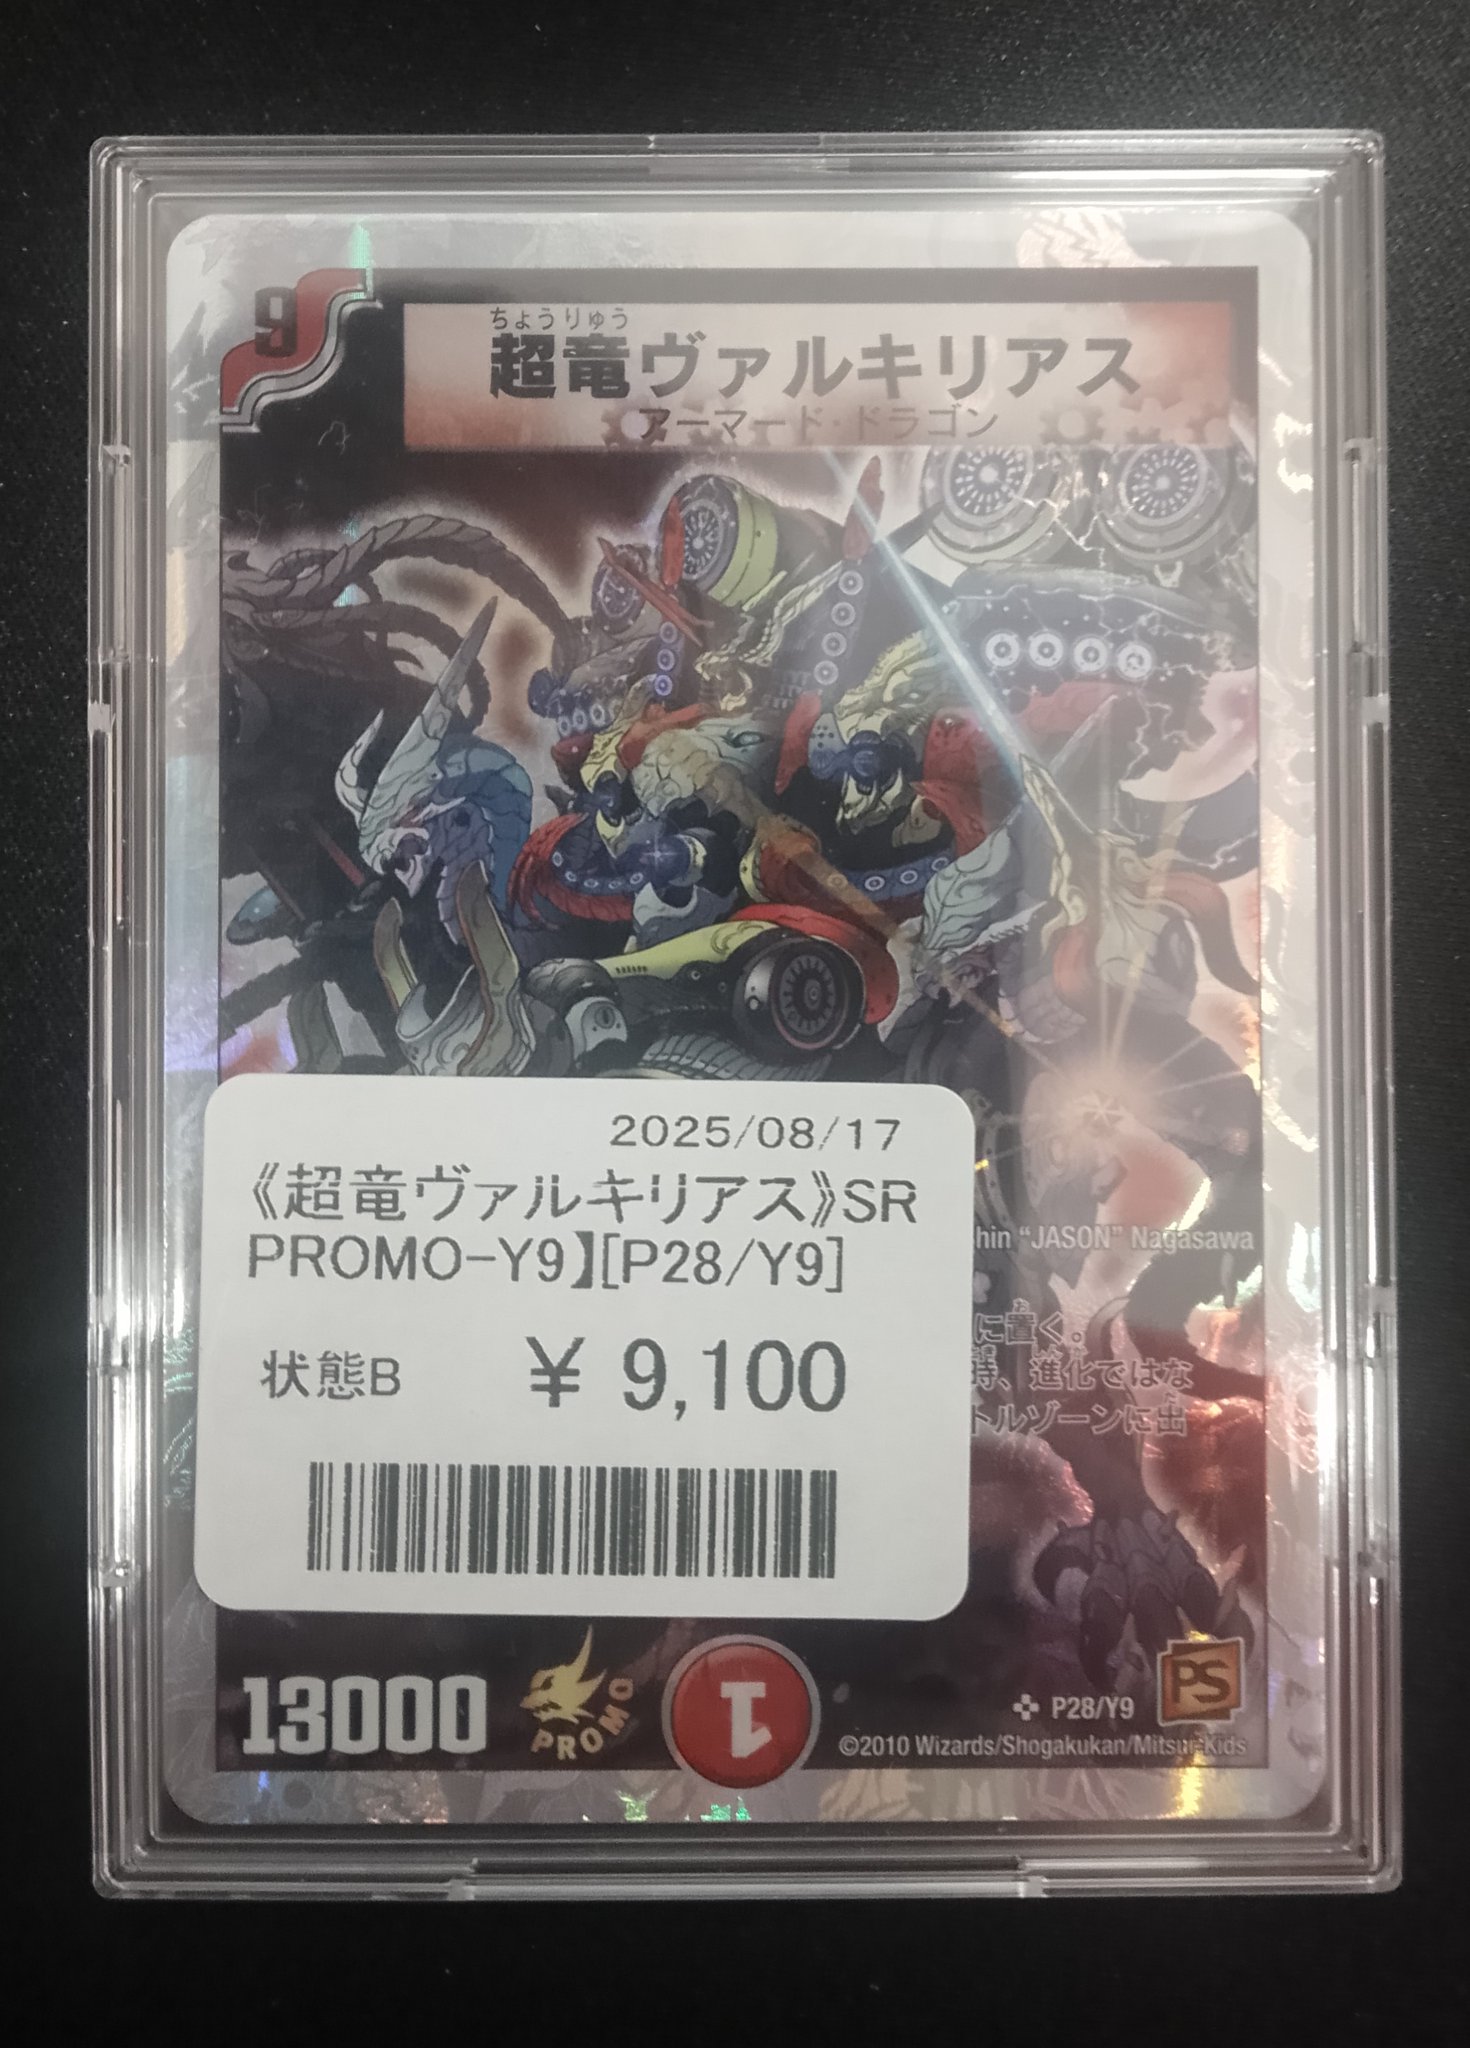 9
ちょうりゅう
超竜ヴァルキリアス
アーマード・ドラゴン
2025/08/17
《超竜ヴァルキリアス》SR
PROMO-Y9】[P28/Y9]
状態B ¥ 9,100
"JASON" Nagasawa
お
に置く。
時、進化ではな
トルゾーンに出
13000
PROMO
1
P28/Y9
PS
©2010 Wizards/Shogakukan/Mitsui-Kids